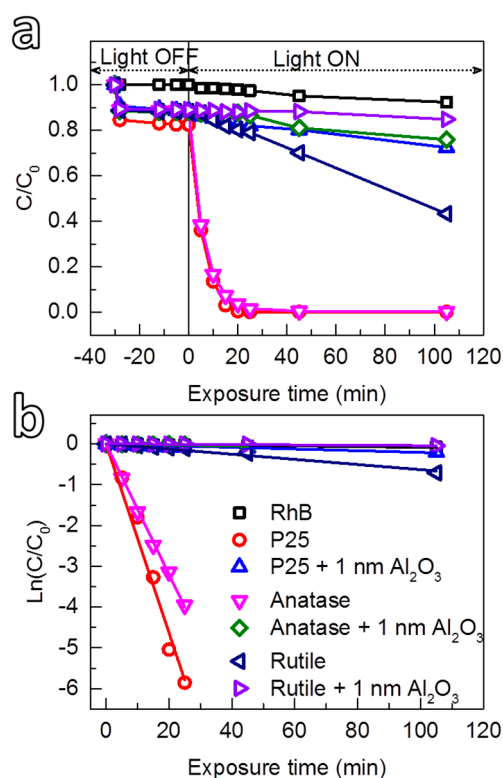 a
Light OFF Light ON
1.0
0.8
0.6
0.4
0.2
0.0
C/C0
-40 -20 0 20 40 60 80 100 120
Exposure time (min)
b
0
-1
-2
-3
-4
-5
-6
Ln(C/C0)
RhB
P25
P25 + 1 nm Al2O3
Anatase
Anatase + 1 nm Al2O3
Rutile
Rutile + 1 nm Al2O3
0 20 40 60 80 100 120
Exposure time (min)